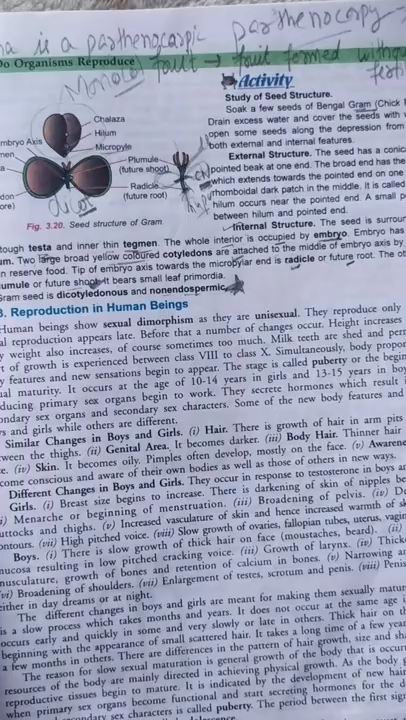 is a parthenocarpic parthenocarpy
Do Organisms Reproduce
fruit → fruit formed without
Activity
Study of Seed Structure.
Soak a few seeds of Bengal Gram (Chick
Drain excess water and cover the seeds with
open some seeds along the depression from
both external and internal features.
External Structure. The seed has a conic
pointed beak at one end. The broad end has the
which extends towards the pointed end on one
rhomboidal dark patch in the middle. It is called
hilum occurs near the pointed end. A small p
between hilum and pointed end.
Internal Structure. The seed is surrou
Chalaza
Hilum
Micropyle
mbryo Axis
Plumule
(future shoot)
Radicle
(future root)
Fig. 3.20. Seed structure of Gram.
tough testa and inner thin tegmen. The whole interior is occupied by embryo. Embryo has
um. Two large broad yellow coloured cotyledons are attached to the middle of embryo axis by
n reserve food. Tip of embryo axis towards the micropylar end is radicle or future root. The ot
umule or future shoot. It bears small leaf primordia.
Gram seed is dicotyledonous and nonendospermic.
3. Reproduction in Human Beings
Human beings show sexual dimorphism as they are unisexual. They reproduce only
al reproduction appears late. Before that a number of changes occur. Height increases
y weight also increases, of course sometimes too much. Milk teeth are shed and perm
t of growth is experienced between class VIII to class X. Simultaneously, body propor
y features and new sensations begin to appear. The stage is called puberty or the begin
ual maturity. It occurs at the age of 10-14 years in girls and 13-15 years in boy
ducing primary sex organs begin to work. They secrete hormones which result i
ondary sex organs and secondary sex characters. Some of the new body features and
ys and girls while others are different.
Similar Changes in Boys and Girls. (i) Hair. There is growth of hair in arm pits
ween the thighs. (ii) Genital Area. It becomes darker. (iii) Body Hair. Thinner hair
e. (iv) Skin. It becomes oily. Pimples often develop, mostly on the face. (v) Awarene
come conscious and aware of their own bodies as well as those of others in new ways.
Different Changes in Boys and Girls. They occur in response to testosterone in boys an
Girls. (i) Breast size begins to increase. There is darkening of skin of nipples be
i) Menarche or beginning of menstruation. (iii) Broadening of pelvis. (iv) De
uttocks and thighs. (v) Increased vasculature of skin and hence increased warmth of sk
ontours. (vii) High pitched voice. (viii) Slow growth of ovaries, fallopian tubes, uterus, vagin
Boys. (i) There is slow growth of thick hair on face (moustaches, beard). (ii)
mucosa resulting in low pitched cracking voice. (iii) Growth of larynx. (iv) Thicke
nusculature, growth of bones and retention of calcium in bones. (v) Narrowing an
(vi) Broadening of shoulders. (vii) Enlargement of testes, scrotum and penis. (viii) Penis
either in day dreams or at night.
The different changes in boys and girls are meant for making them sexually matur
is a slow process which takes months and years. It does not occur at the same age i
occurs early and quickly in some and very slowly or late in others. Thick hair on th
beginning with the appearance of small scattered hair. It takes a long time of a few year
a few months in others. There are differences in the pattern of hair growth, size and sha
The reason for slow sexual maturation is general growth of the body that is occurri
resources of the body are mainly directed in achieving physical growth. As the body g
reproductive tissues begin to mature. It is indicated by the development of new hair
when primary sex organs become functional and start secreting hormones for the d
secondary sex characters is called puberty. The period between the first sign